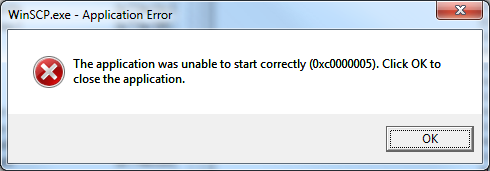 WinSCP.exe - Application Error
The application was unable to start correctly (0xc0000005). Click OK to
close the application.
OK